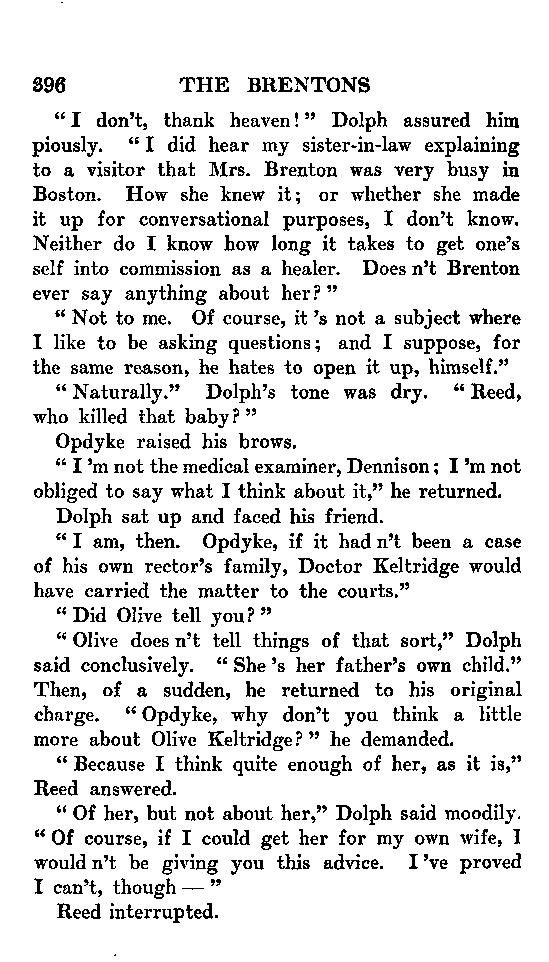 396 THE BRENTONS
“I don't, thank heaven!” Dolph assured him
piously. “I did hear my sister-in-law explaining
to a visitor that Mrs. Brenton was very busy in
Boston. How she knew it; or whether she made
it up for conversational purposes, I don't know.
Neither do I know how long it takes to get one's
self into commission as a healer. Does n't Brenton
ever say anything about her?”
“Not to me. Of course, it 's not a subject where
I like to be asking questions; and I suppose, for
the same reason, he hates to open it up, himself.”
“Naturally.” Dolph's tone was dry. “Reed,
who killed that baby?”
Opdyke raised his brows.
“I 'm not the medical examiner, Dennison; I 'm not
obliged to say what I think about it,” he returned.
Dolph sat up and faced his friend.
“I am, then. Opdyke, if it had n't been a case
of his own rector's family, Doctor Keltridge would
have carried the matter to the courts.”
“Did Olive tell you?”
“Olive does n't tell things of that sort,” Dolph
said conclusively. “She 's her father's own child.”
Then, of a sudden, he returned to his original
charge. “Opdyke, why don't you think a little
more about Olive Keltridge?” he demanded.
“Because I think quite enough of her, as it is,”
Reed answered.
“Of her, but not about her,” Dolph said moodily.
“Of course, if I could get her for my own wife, I
would n't be giving you this advice. I 've proved
I can't, though — ”
Reed interrupted.